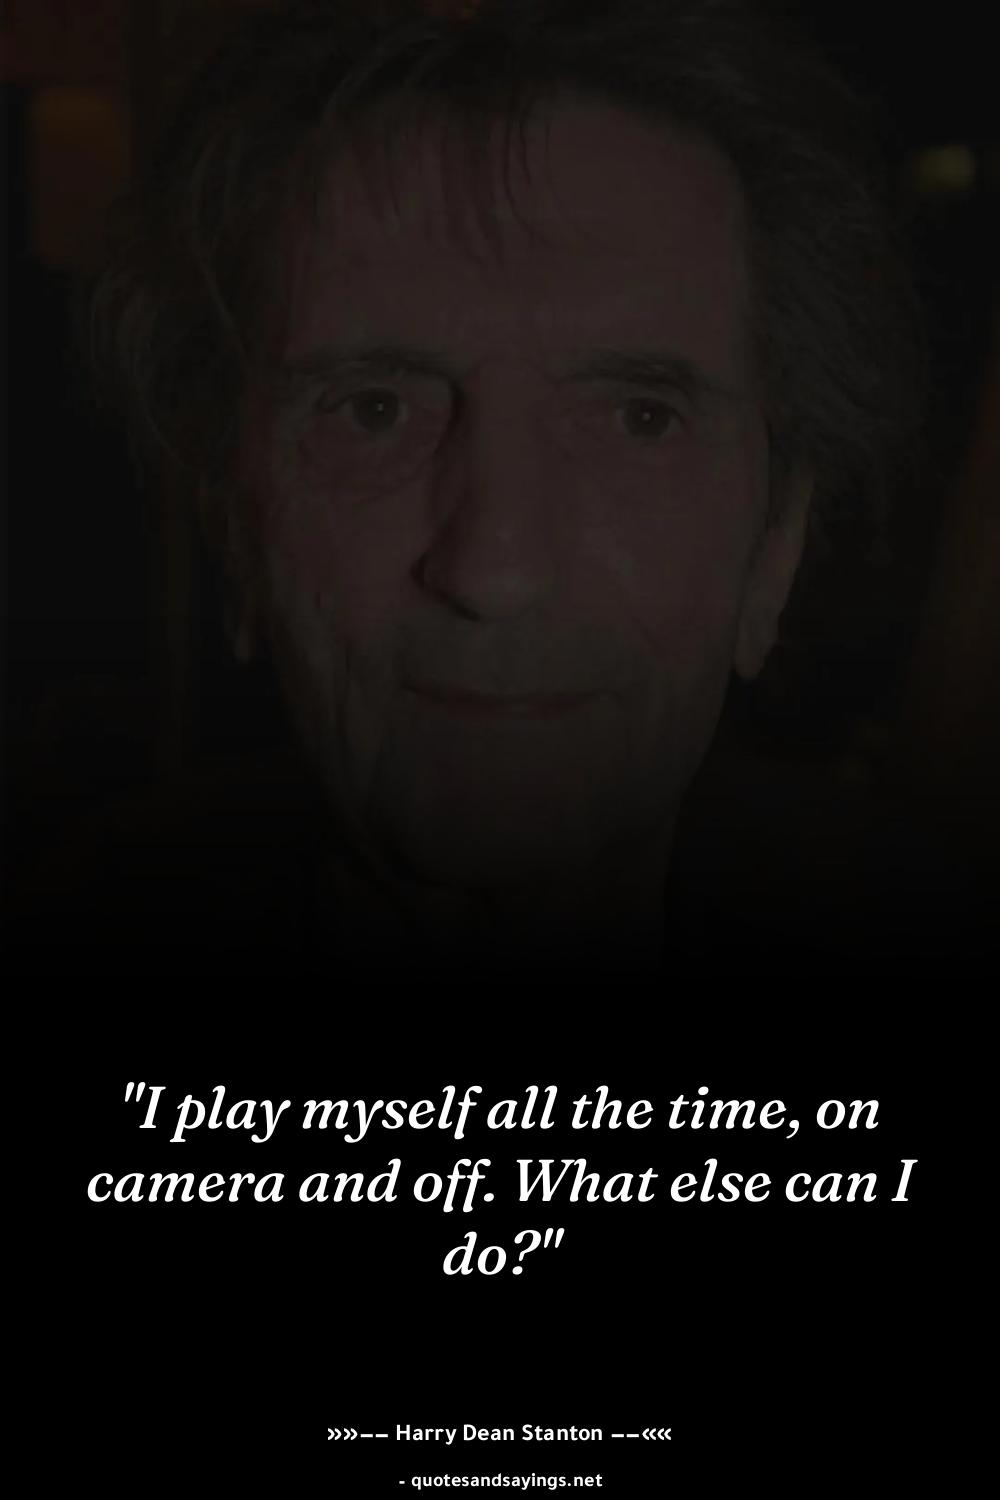 "I play myself all the time, on
camera and off. What else can I
do?"
»»−− Harry Dean Stanton −−««
- quotesandsayings.net